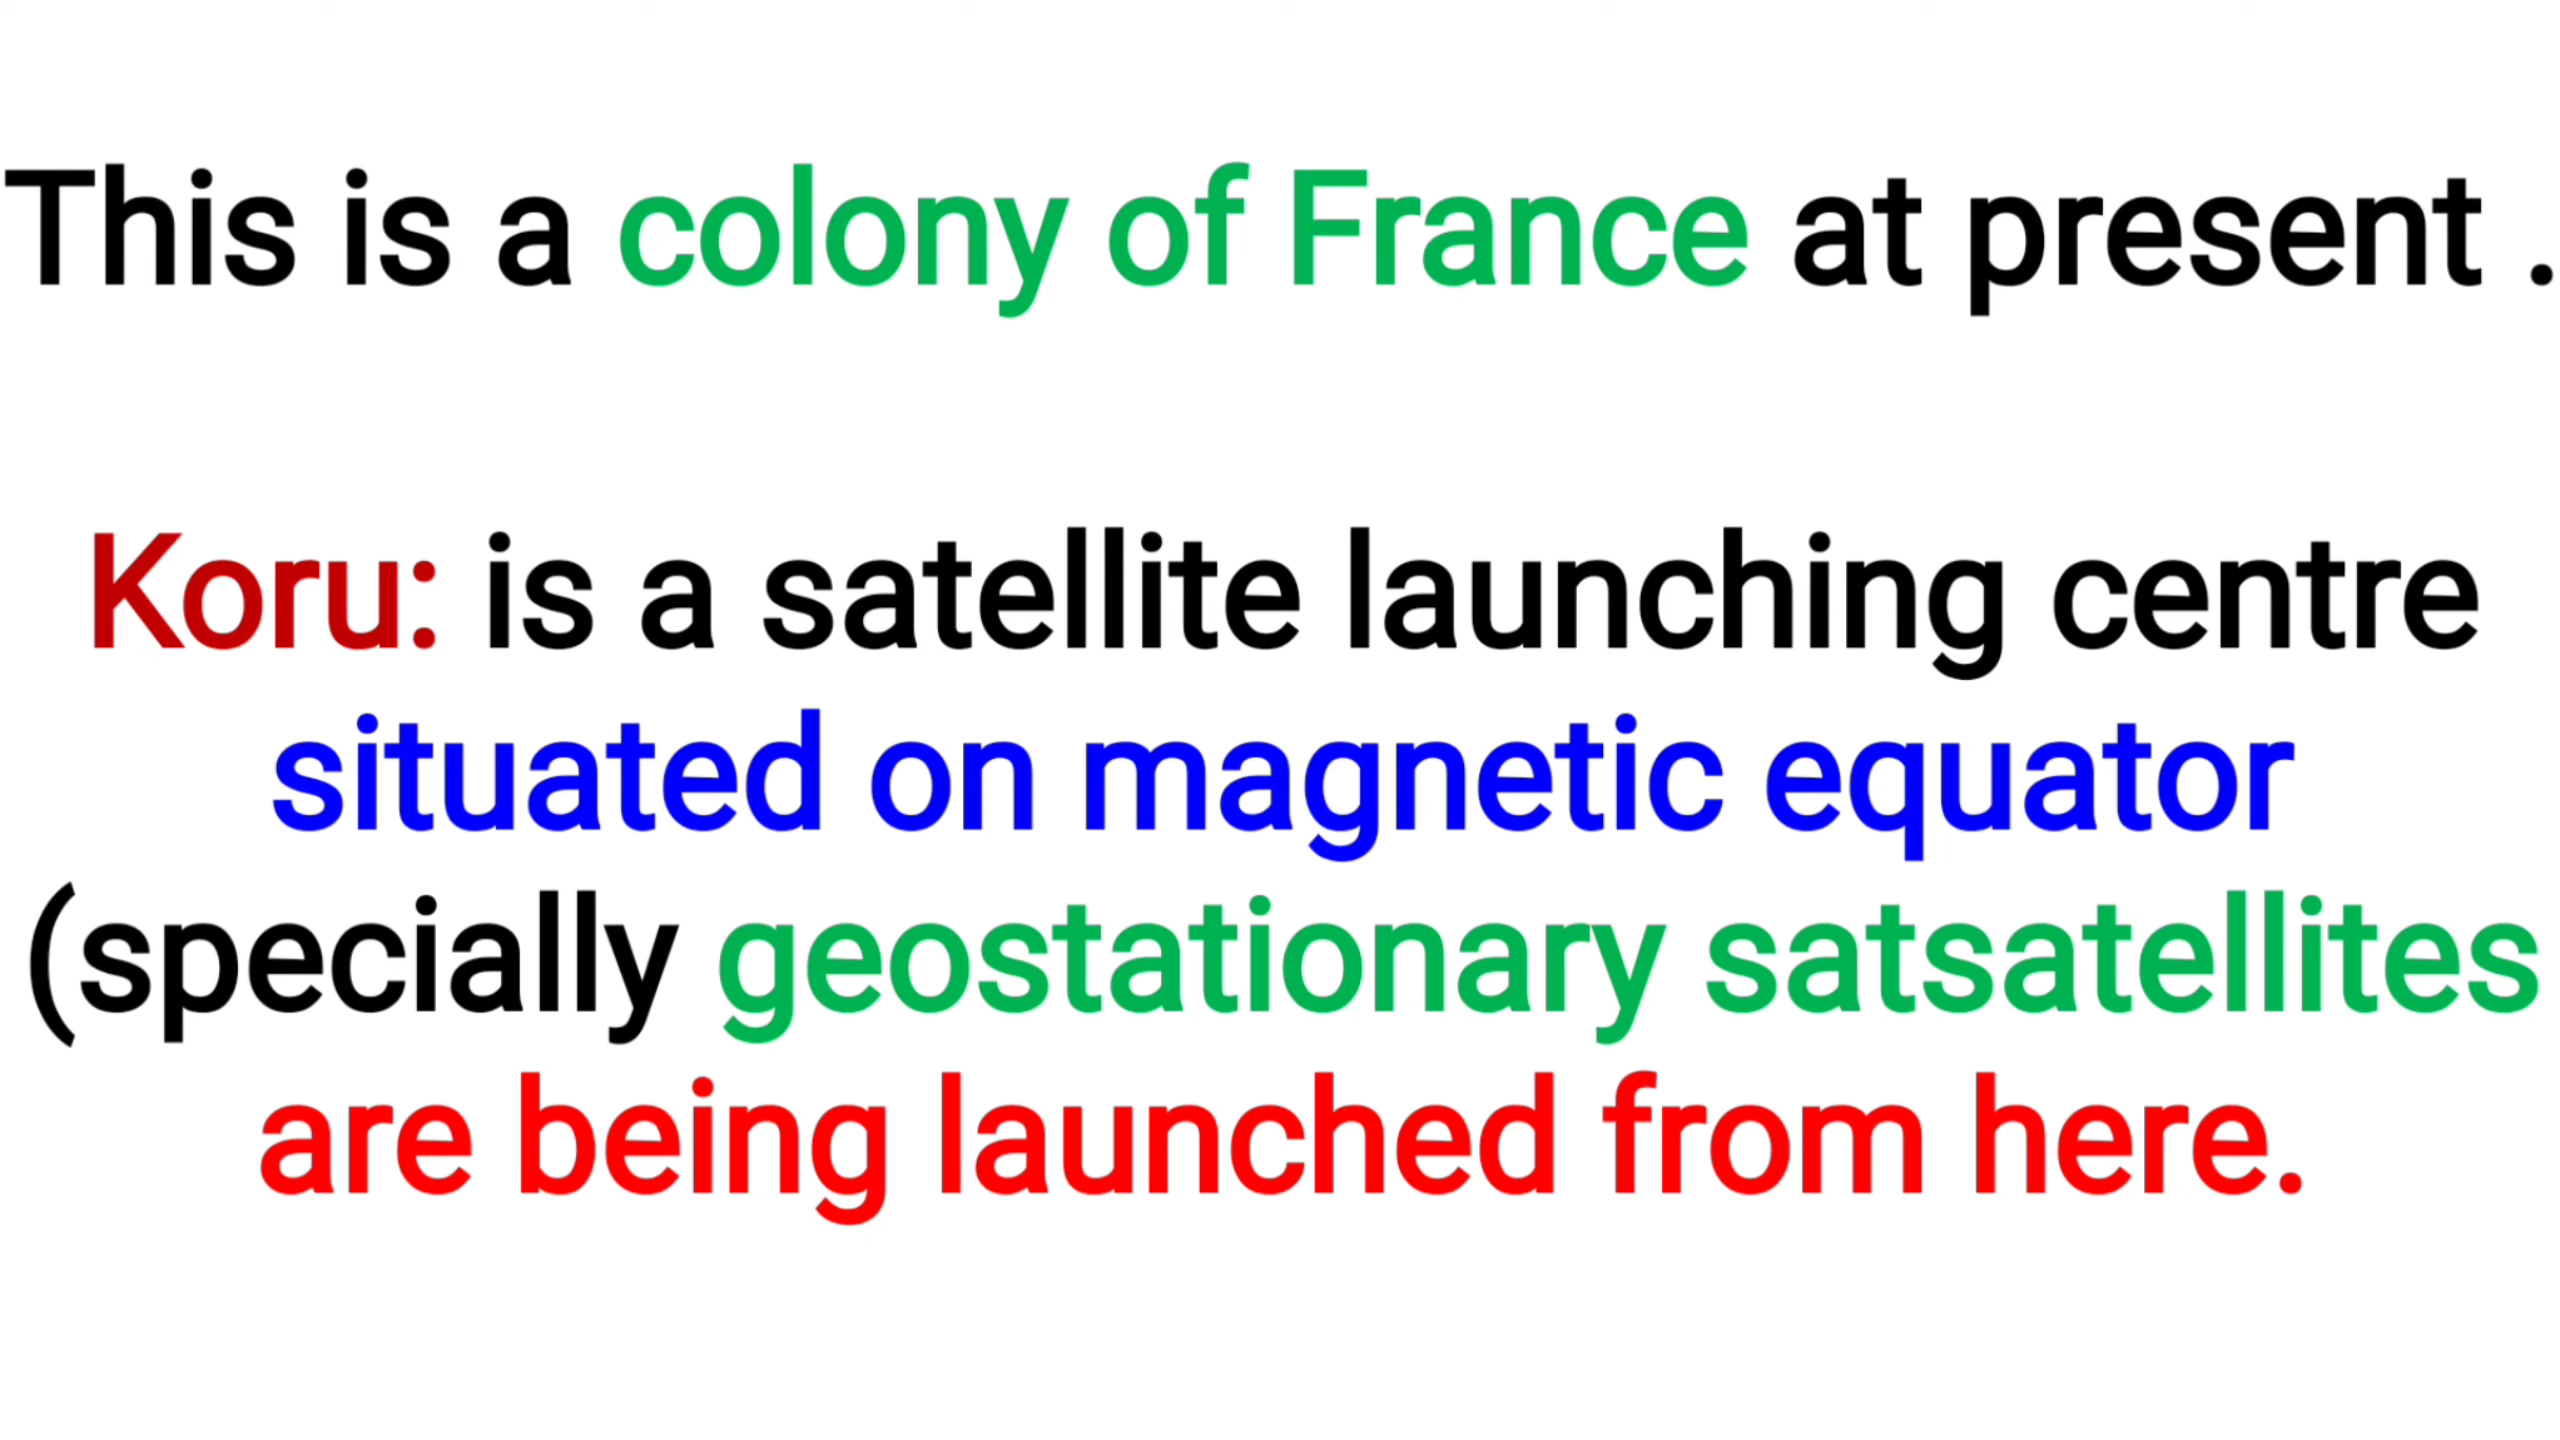 This is a colony of France at present .
Koru: is a satellite launching centre
situated on magnetic equator
(specially geostationary satsatellites
are being launched from here.